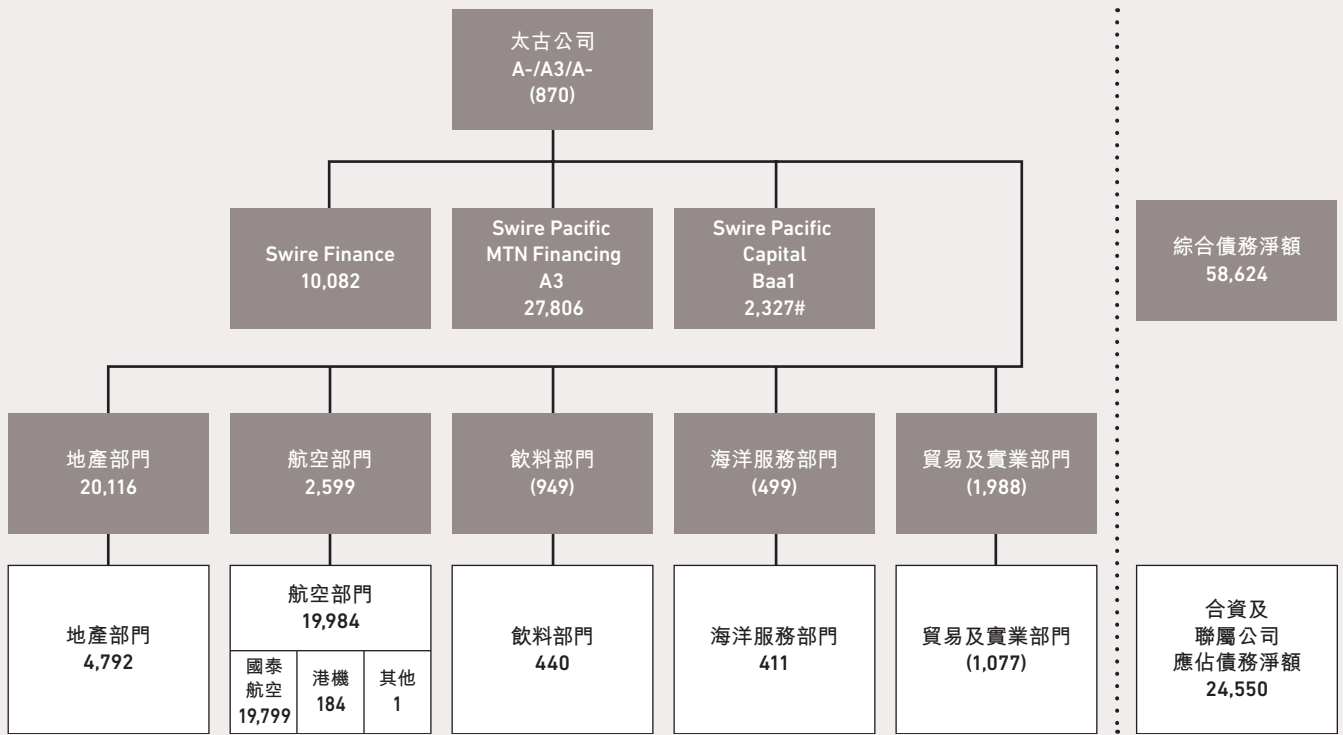 太古公司
A-/A3/A-
(870)
Swire Finance
10,082
Swire Pacific
MTN Financing
A3
27,806
Swire Pacific
Capital
Baa1
2,327#
綜合債務淨額
58,624
地產部門
20,116
航空部門
2,599
飲料部門
(949)
海洋服務部門
(499)
貿易及實業部門
(1,988)
地產部門
4,792
航空部門
19,984
國泰
航空
19,799
港機
184
其他
1
飲料部門
440
海洋服務部門
411
貿易及實業部門
(1,077)
合資及
聯屬公司
應佔債務淨額
24,550